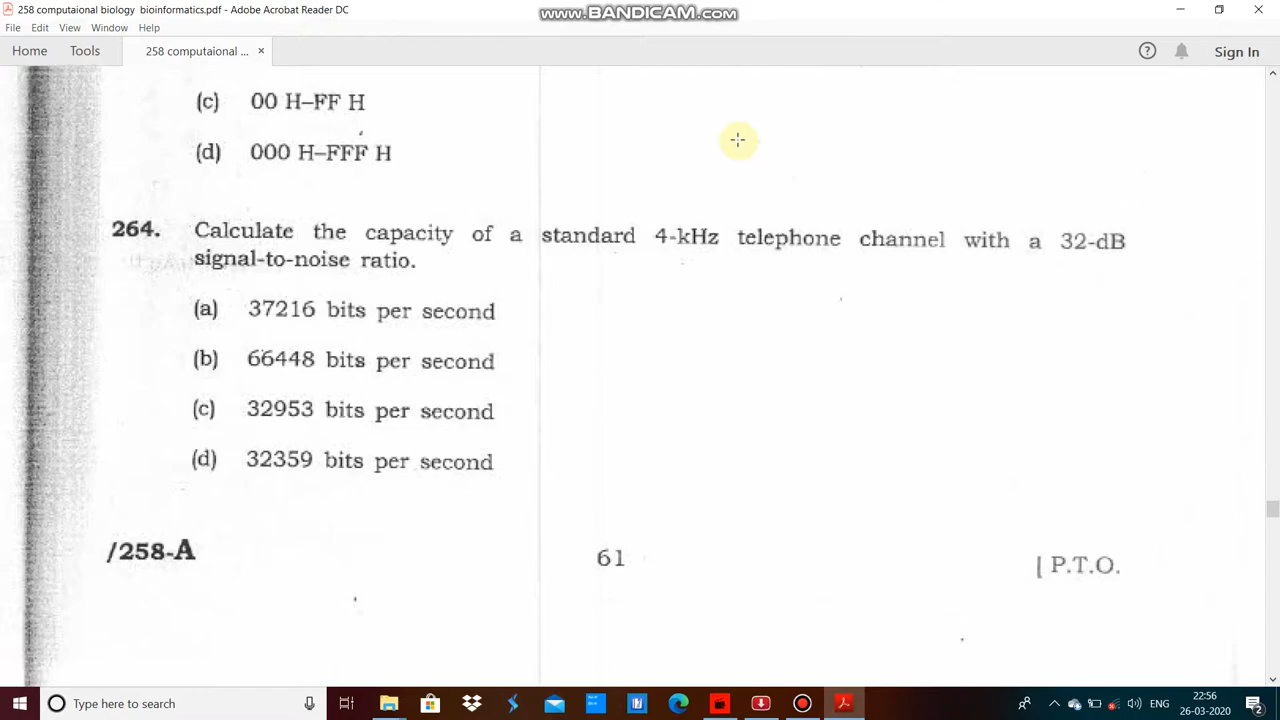 258 computaional biology bioinformatics.pdf - Adobe Acrobat Reader DC
www.BANDICAM.com
File Edit View Window Help
Home Tools 258 computaional ... × Sign In
(c) 00 H–FF H
(d) 000 H–FFF H
264. Calculate the capacity of a standard 4-kHz telephone channel with a 32-dB
signal-to-noise ratio.
(a) 37216 bits per second
(b) 66448 bits per second
(c) 32953 bits per second
(d) 32359 bits per second
/258-A 61 [ P.T.O.
Type here to search
ENG
22:56
26-03-2020
2